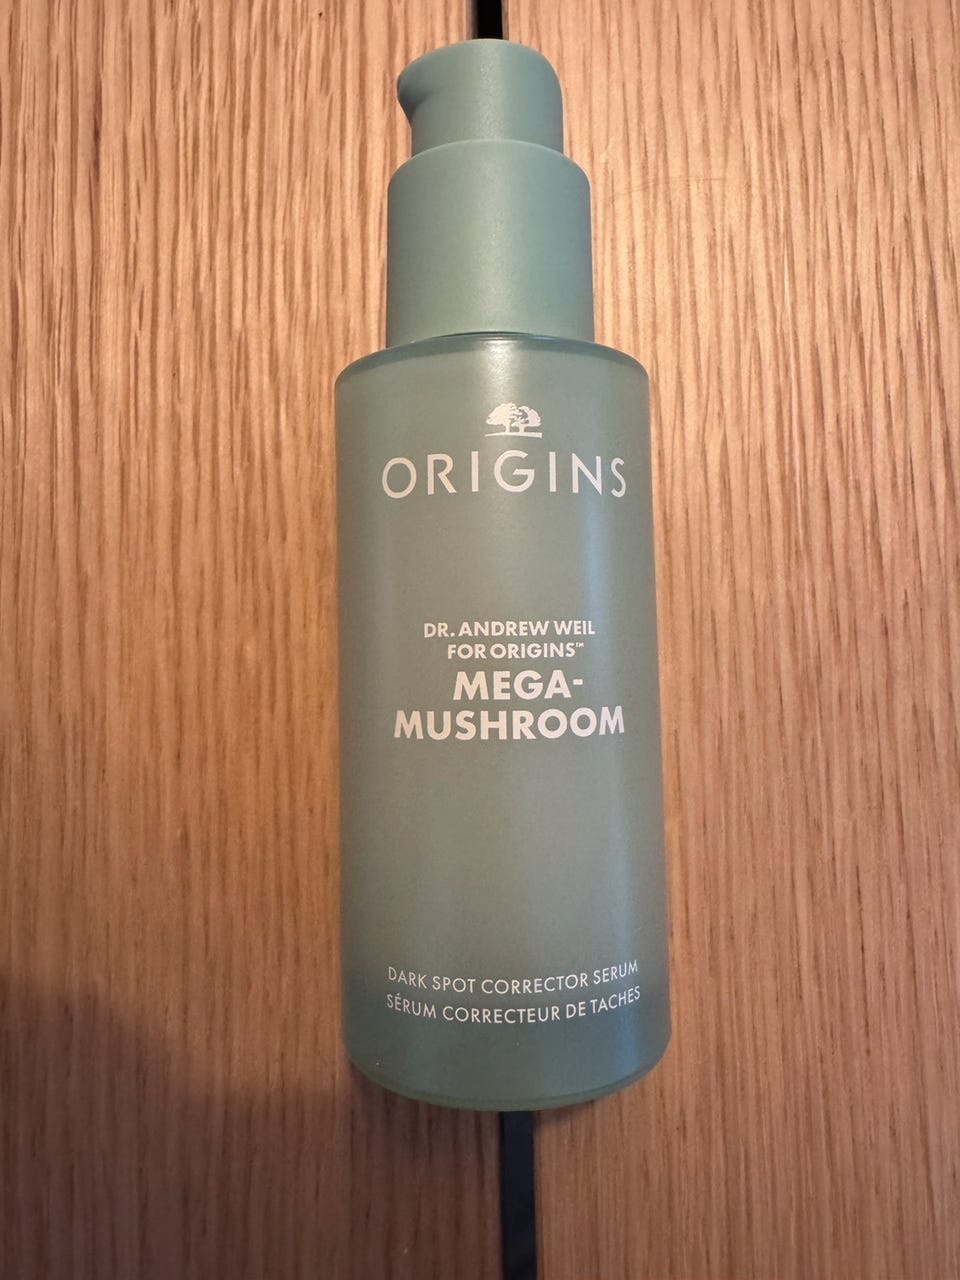 ORIGINS
DR. ANDREW WEIL
FOR ORIGINS™
MEGA-
MUSHROOM
DARK SPOT CORRECTOR SERUM
SÉRUM CORRECTEUR DE TACHES